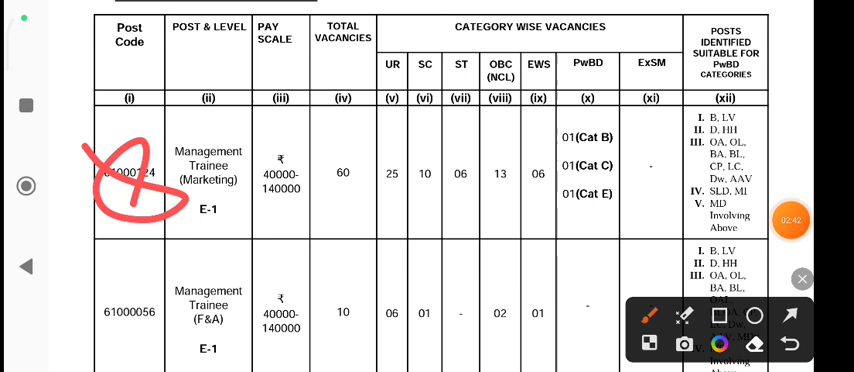 Post Code
POST & LEVEL
PAY SCALE
TOTAL VACANCIES
CATEGORY WISE VACANCIES
POSTS IDENTIFIED SUITABLE FOR PwBD CATEGORIES
UR SC ST OBC (NCL) EWS PwBD ExSM
(i) (ii) (iii) (iv) (v) (vi) (vii) (viii) (ix) (x) (xi) (xii)
Management
Trainee
(Marketing)
E-1
₹
40000-
140000
60
25
10
06
13
06
01(Cat B)
01(Cat C)
01(Cat E)
-
I. B, LV
II. D, HH
III. OA, OL,
BA, BL,
CP, LC,
Dw, AAV
IV. SLD, MI
V. MD
Involving
Above
02:42
61000056
Management
Trainee
(F&A)
E-1
₹
40000-
140000
10
06
01
-
02
01
-
I. B, LV
II. D, HH
III. OA, OL,
BA, BL,